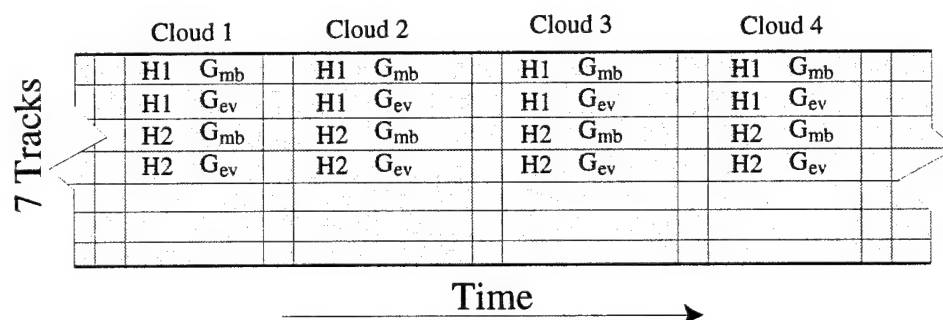 Cloud 1 Cloud 2 Cloud 3 Cloud 4
7 Tracks
H1 Gmb H1 Gmb H1 Gmb H1 Gmb
H1 Gev H1 Gev H1 Gev H1 Gev
H2 Gmb H2 Gmb H2 Gmb H2 Gmb
H2 Gev H2 Gev H2 Gev H2 Gev
Time